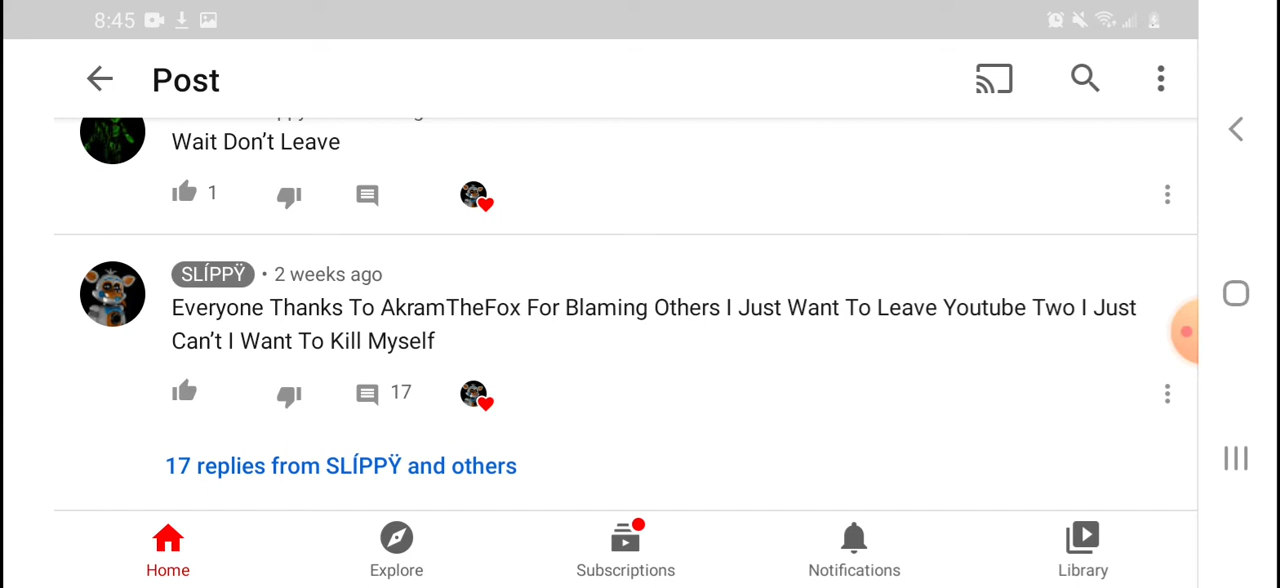 8:45
Post
Wait Don't Leave
1
SLÍPPŸ • 2 weeks ago
Everyone Thanks To AkramTheFox For Blaming Others I Just Want To Leave Youtube Two I Just
Can't I Want To Kill Myself
17
17 replies from SLÍPPŸ and others
Home
Explore
Subscriptions
Notifications
Library